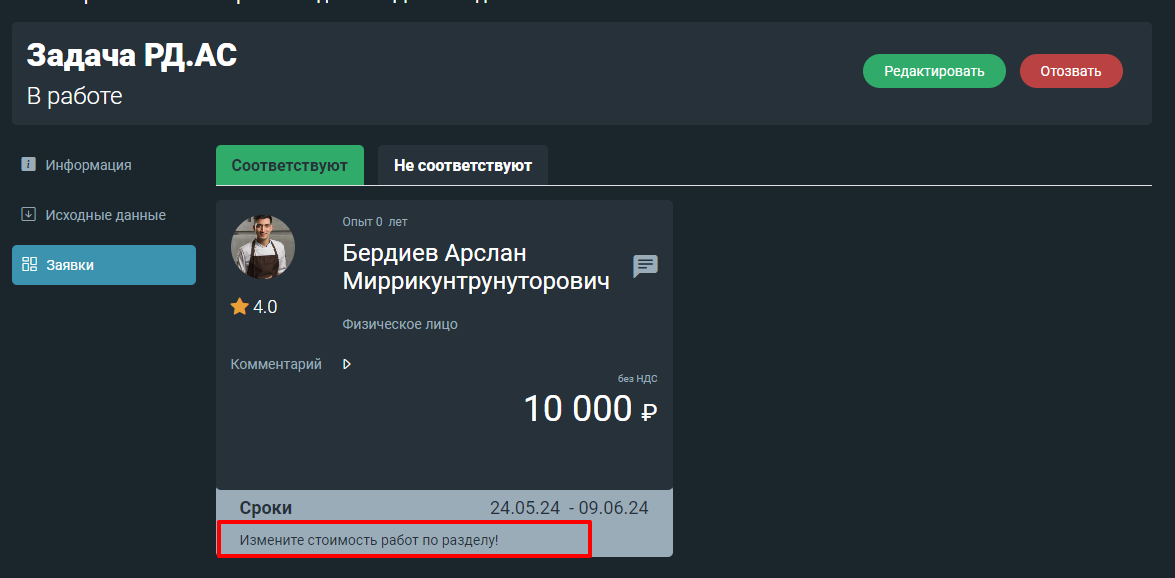 Задача РД.АС
В работе
Редактировать
Отозвать
Информация
Исходные данные
Заявки
Соответствуют
Не соответствуют
Опыт 0 лет
Бердиев Арслан
Миррикунтрунуторович
4.0
Физическое лицо
Комментарий
без НДС
10 000 ₽
Сроки
24.05.24 - 09.06.24
Измените стоимость работ по разделу!